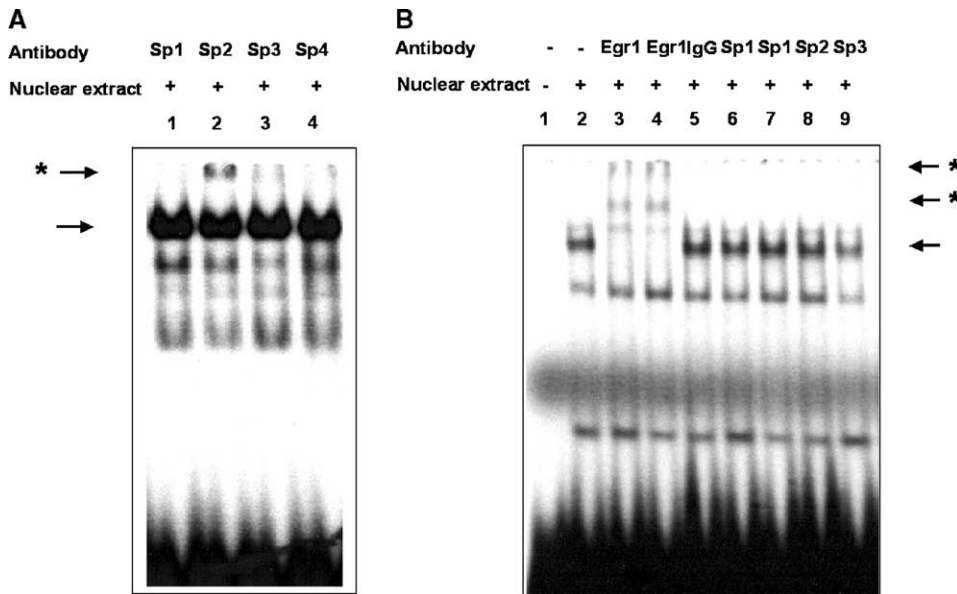 A
Antibody Sp1 Sp2 Sp3 Sp4
Nuclear extract + + + +
1 2 3 4
*
B
Antibody - - Egr1 Egr1 IgG Sp1 Sp1 Sp2 Sp3
Nuclear extract - + + + + + + + +
1 2 3 4 5 6 7 8 9
*
*